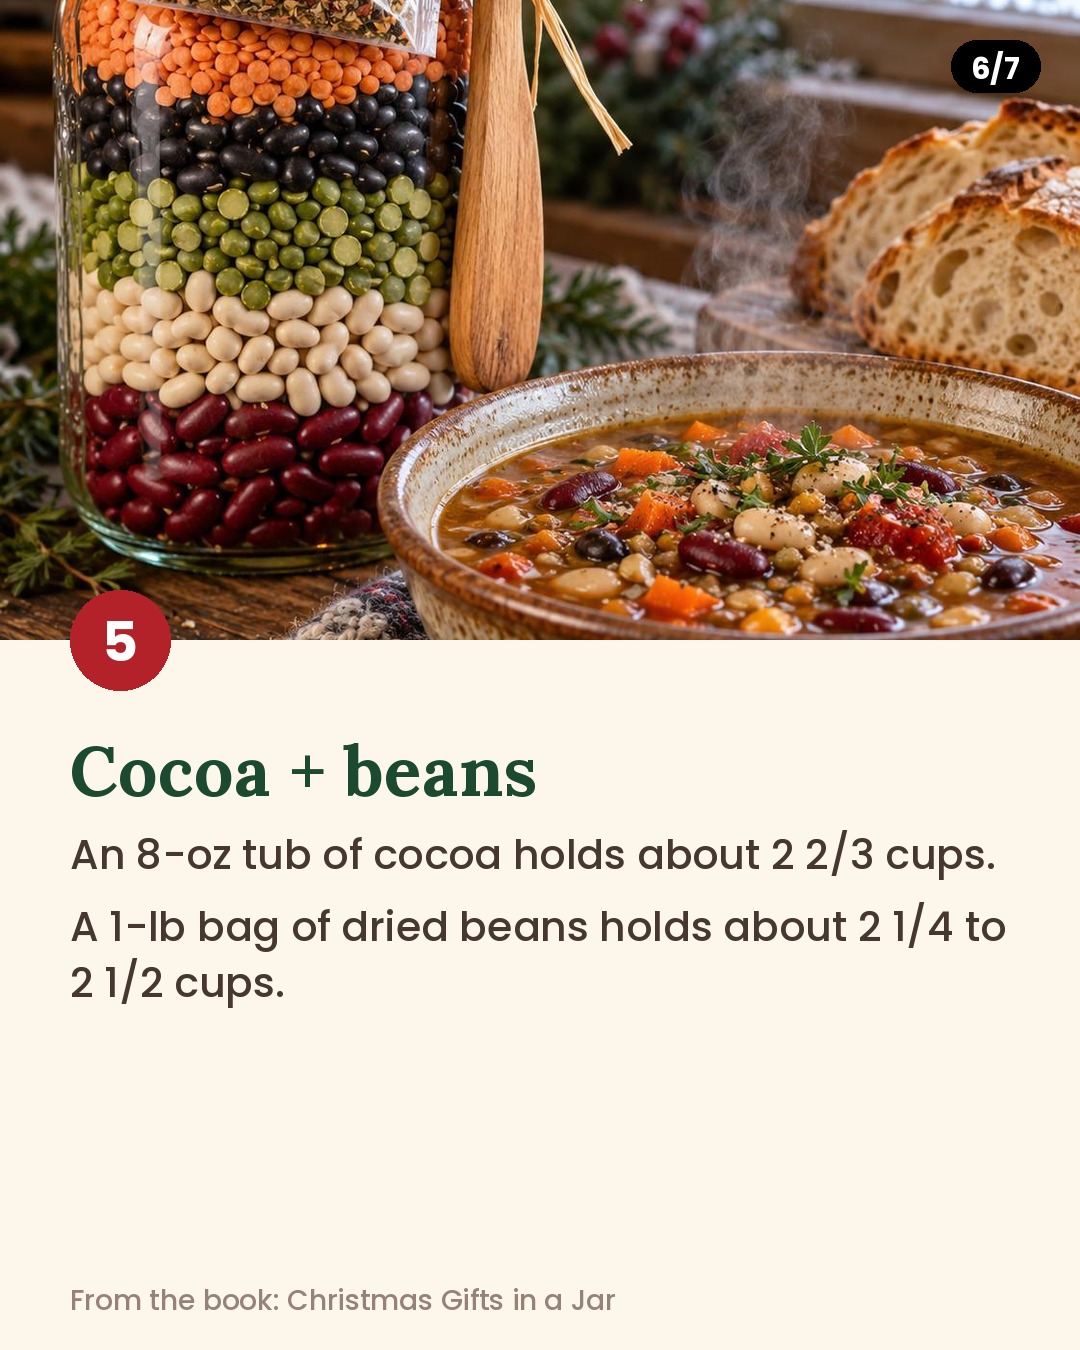 6/7
5
Cocoa + beans
An 8-oz tub of cocoa holds about 2 2/3 cups.
A 1-lb bag of dried beans holds about 2 1/4 to
2 1/2 cups.
From the book: Christmas Gifts in a Jar